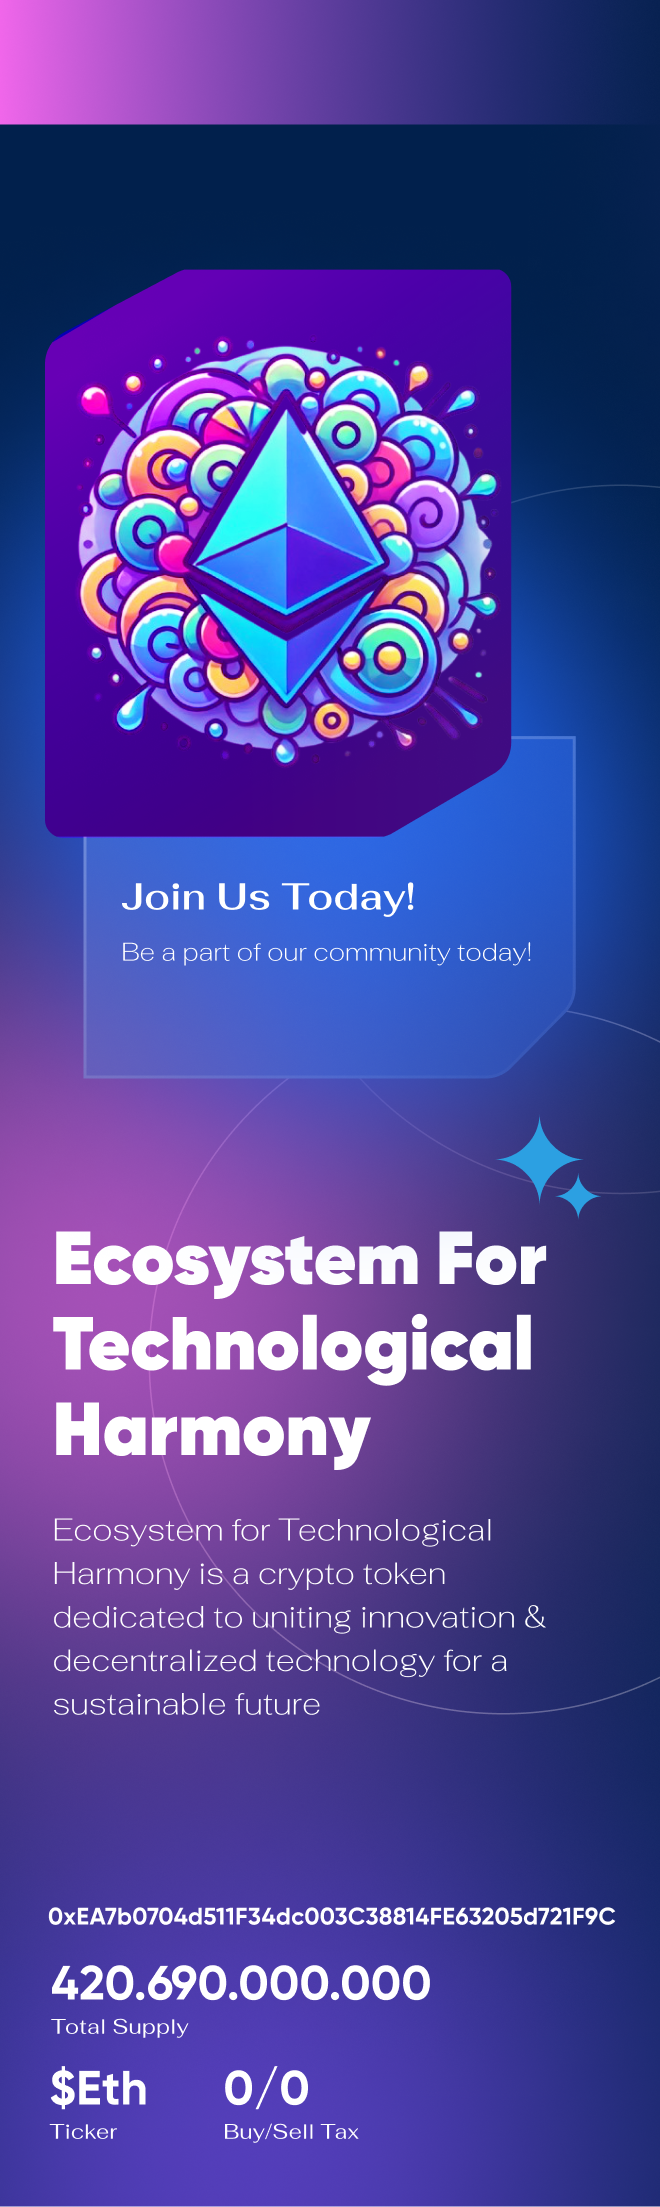 Join Us Today!
Be a part of our community today!
Ecosystem For
Technological
Harmony
Ecosystem for Technological
Harmony is a crypto token
dedicated to uniting innovation &
decentralized technology for a
sustainable future
0xEA7b0704d511F34dc003C38814FE63205d721F9C
420.690.000.000
Total Supply
$Eth 0/0
Ticker Buy/Sell Tax